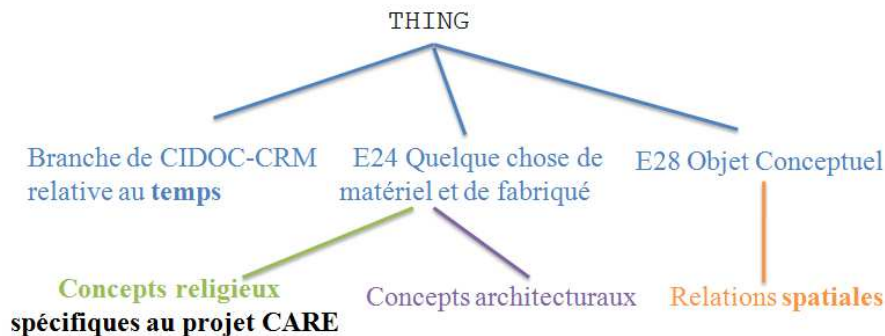 THING
Branche de CIDOC-CRM
relative au temps
E24 Quelque chose de
matériel et de fabriqué
E28 Objet Conceptuel
Concepts religieux
spécifiques au projet CARE
Concepts architecturaux
Relations spatiales